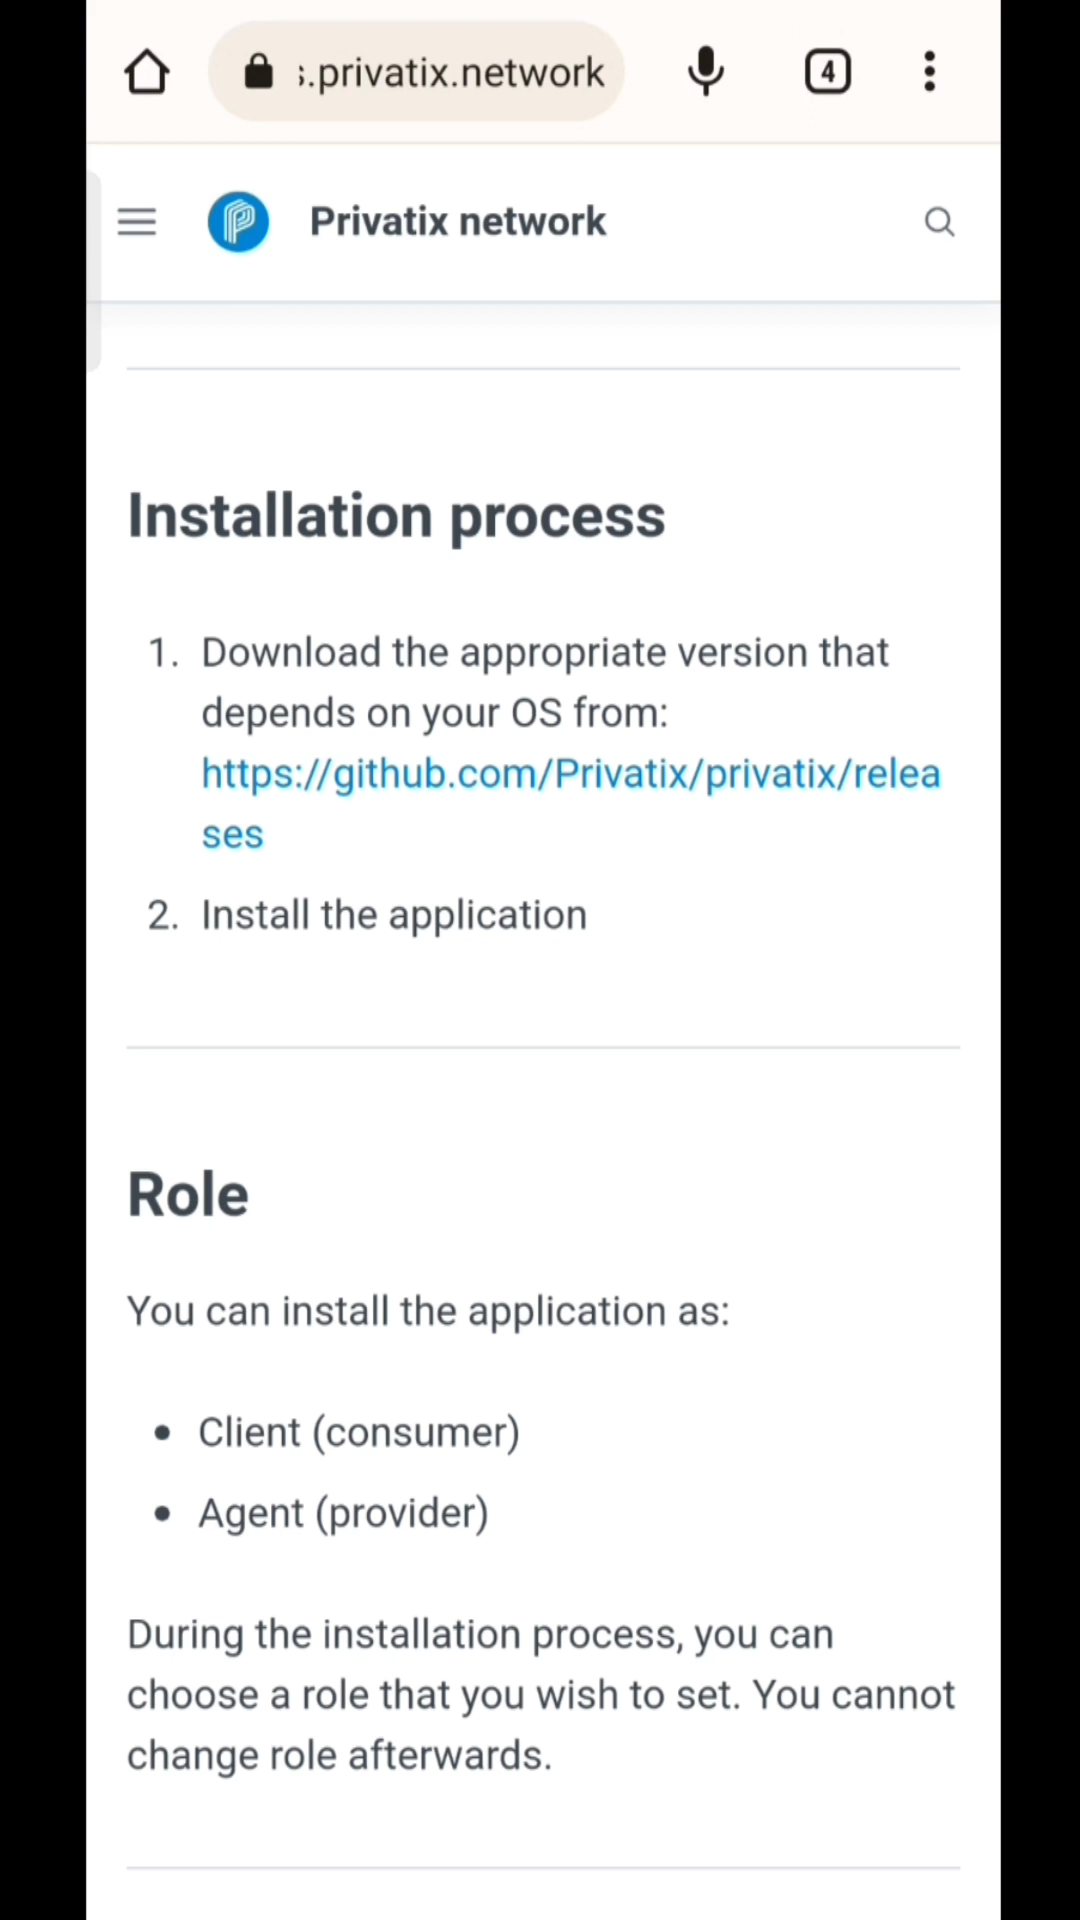 .privatix.network
4
Privatix network
Installation process
1. Download the appropriate version that
depends on your OS from:
https://github.com/Privatix/privatix/relea
ses
2. Install the application
Role
You can install the application as:
• Client (consumer)
• Agent (provider)
During the installation process, you can
choose a role that you wish to set. You cannot
change role afterwards.